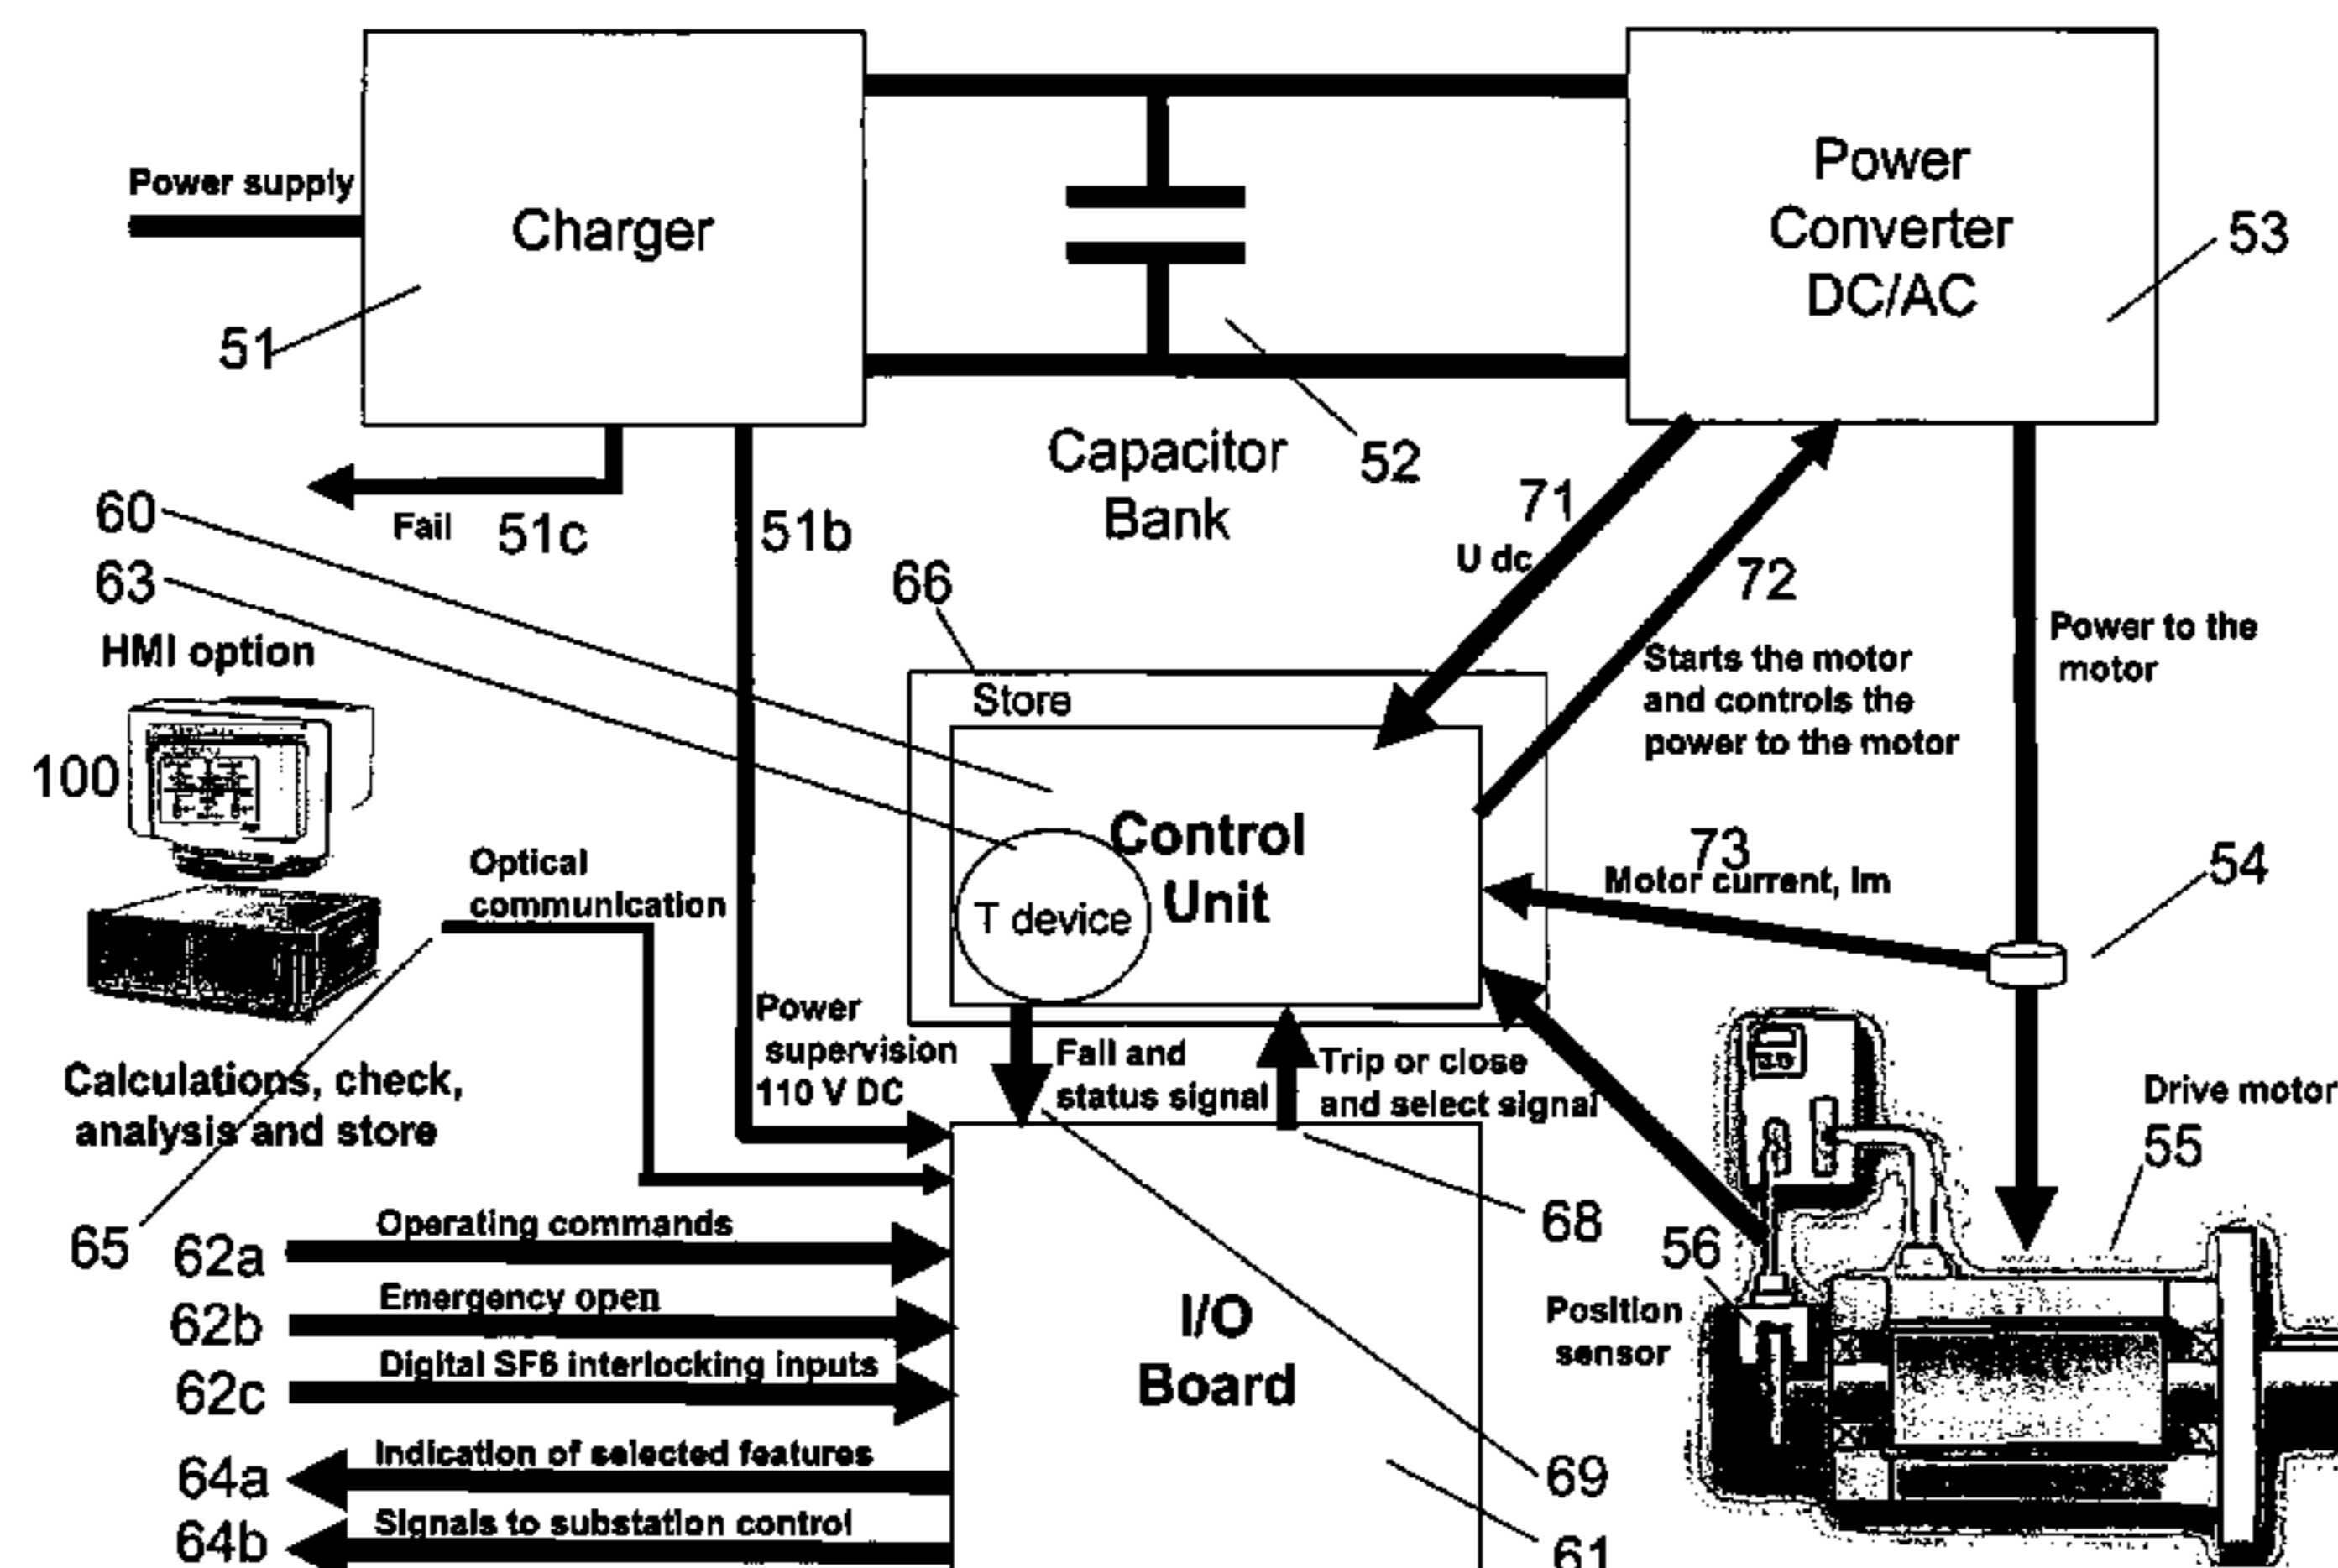 Power supply
Charger
51
Power
Converter
DC/AC
53
Capacitor
Bank
52
Fail
51c
51b
60
63
HMI option
100
66
Store
71
U dc
72
Starts the motor
and controls the
power to the motor
Power to the
motor
Control
Unit
T device
73
Motor current, Im
54
Optical
communication
Power
supervision
110 V DC
Fail and
status signal
Trip or close
and select signal
Calculations, check,
analysis and store
65
Drive motor
55
56
Position
sensor
68
62a
Operating commands
62b
Emergency open
62c
Digital SF6 interlocking inputs
64a
Indication of selected features
64b
Signals to substation control
I/O
Board
69
61